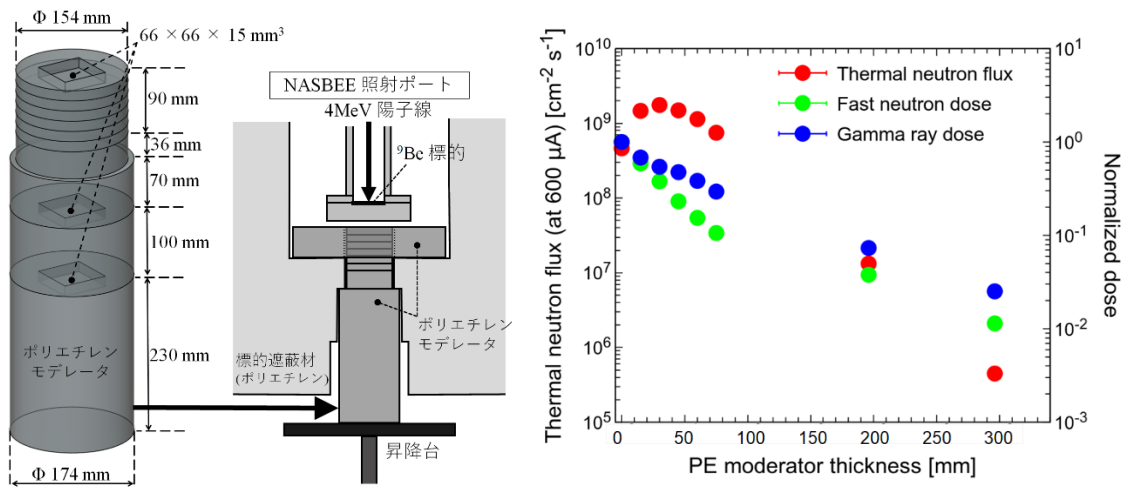 Φ 154 mm
66 × 66 × 15 mm³
90 mm
36 mm
70 mm
100 mm
230 mm
ポリエチレン
モデレータ
Φ 174 mm
NASBEE 照射ポート
4MeV 陽子線
⁹Be 標的
ポリエチレン
モデレータ
標的遮蔽材
(ポリエチレン)
昇降台
Thermal neutron flux (at 600 μA) [cm⁻² s⁻¹]
10¹⁰
10⁹
10⁸
10⁷
10⁶
10⁵
Thermal neutron flux
Fast neutron dose
Gamma ray dose
10¹
10⁰
10⁻¹
10⁻²
10⁻³
Normalized dose
0 50 100 150 200 250 300
PE moderator thickness [mm]